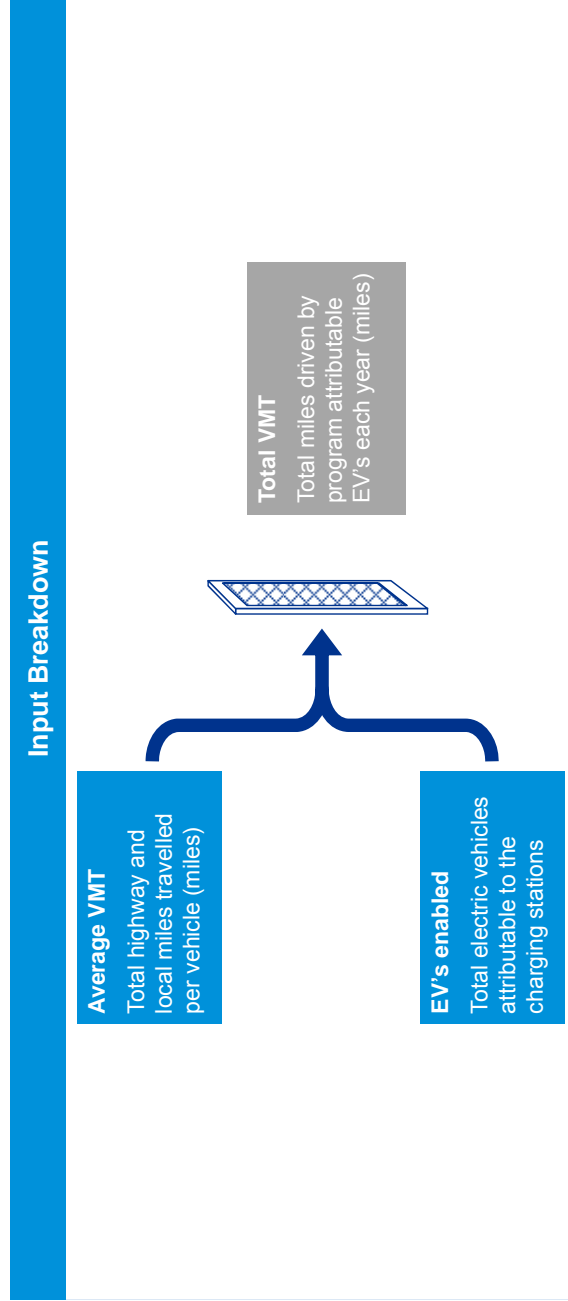 Input Breakdown
Average VMT
Total highway and
local miles travelled
per vehicle (miles)
EV's enabled
Total electric vehicles
attributable to the
charging stations
Total VMT
Total miles driven by
program attributable
EV's each year (miles)